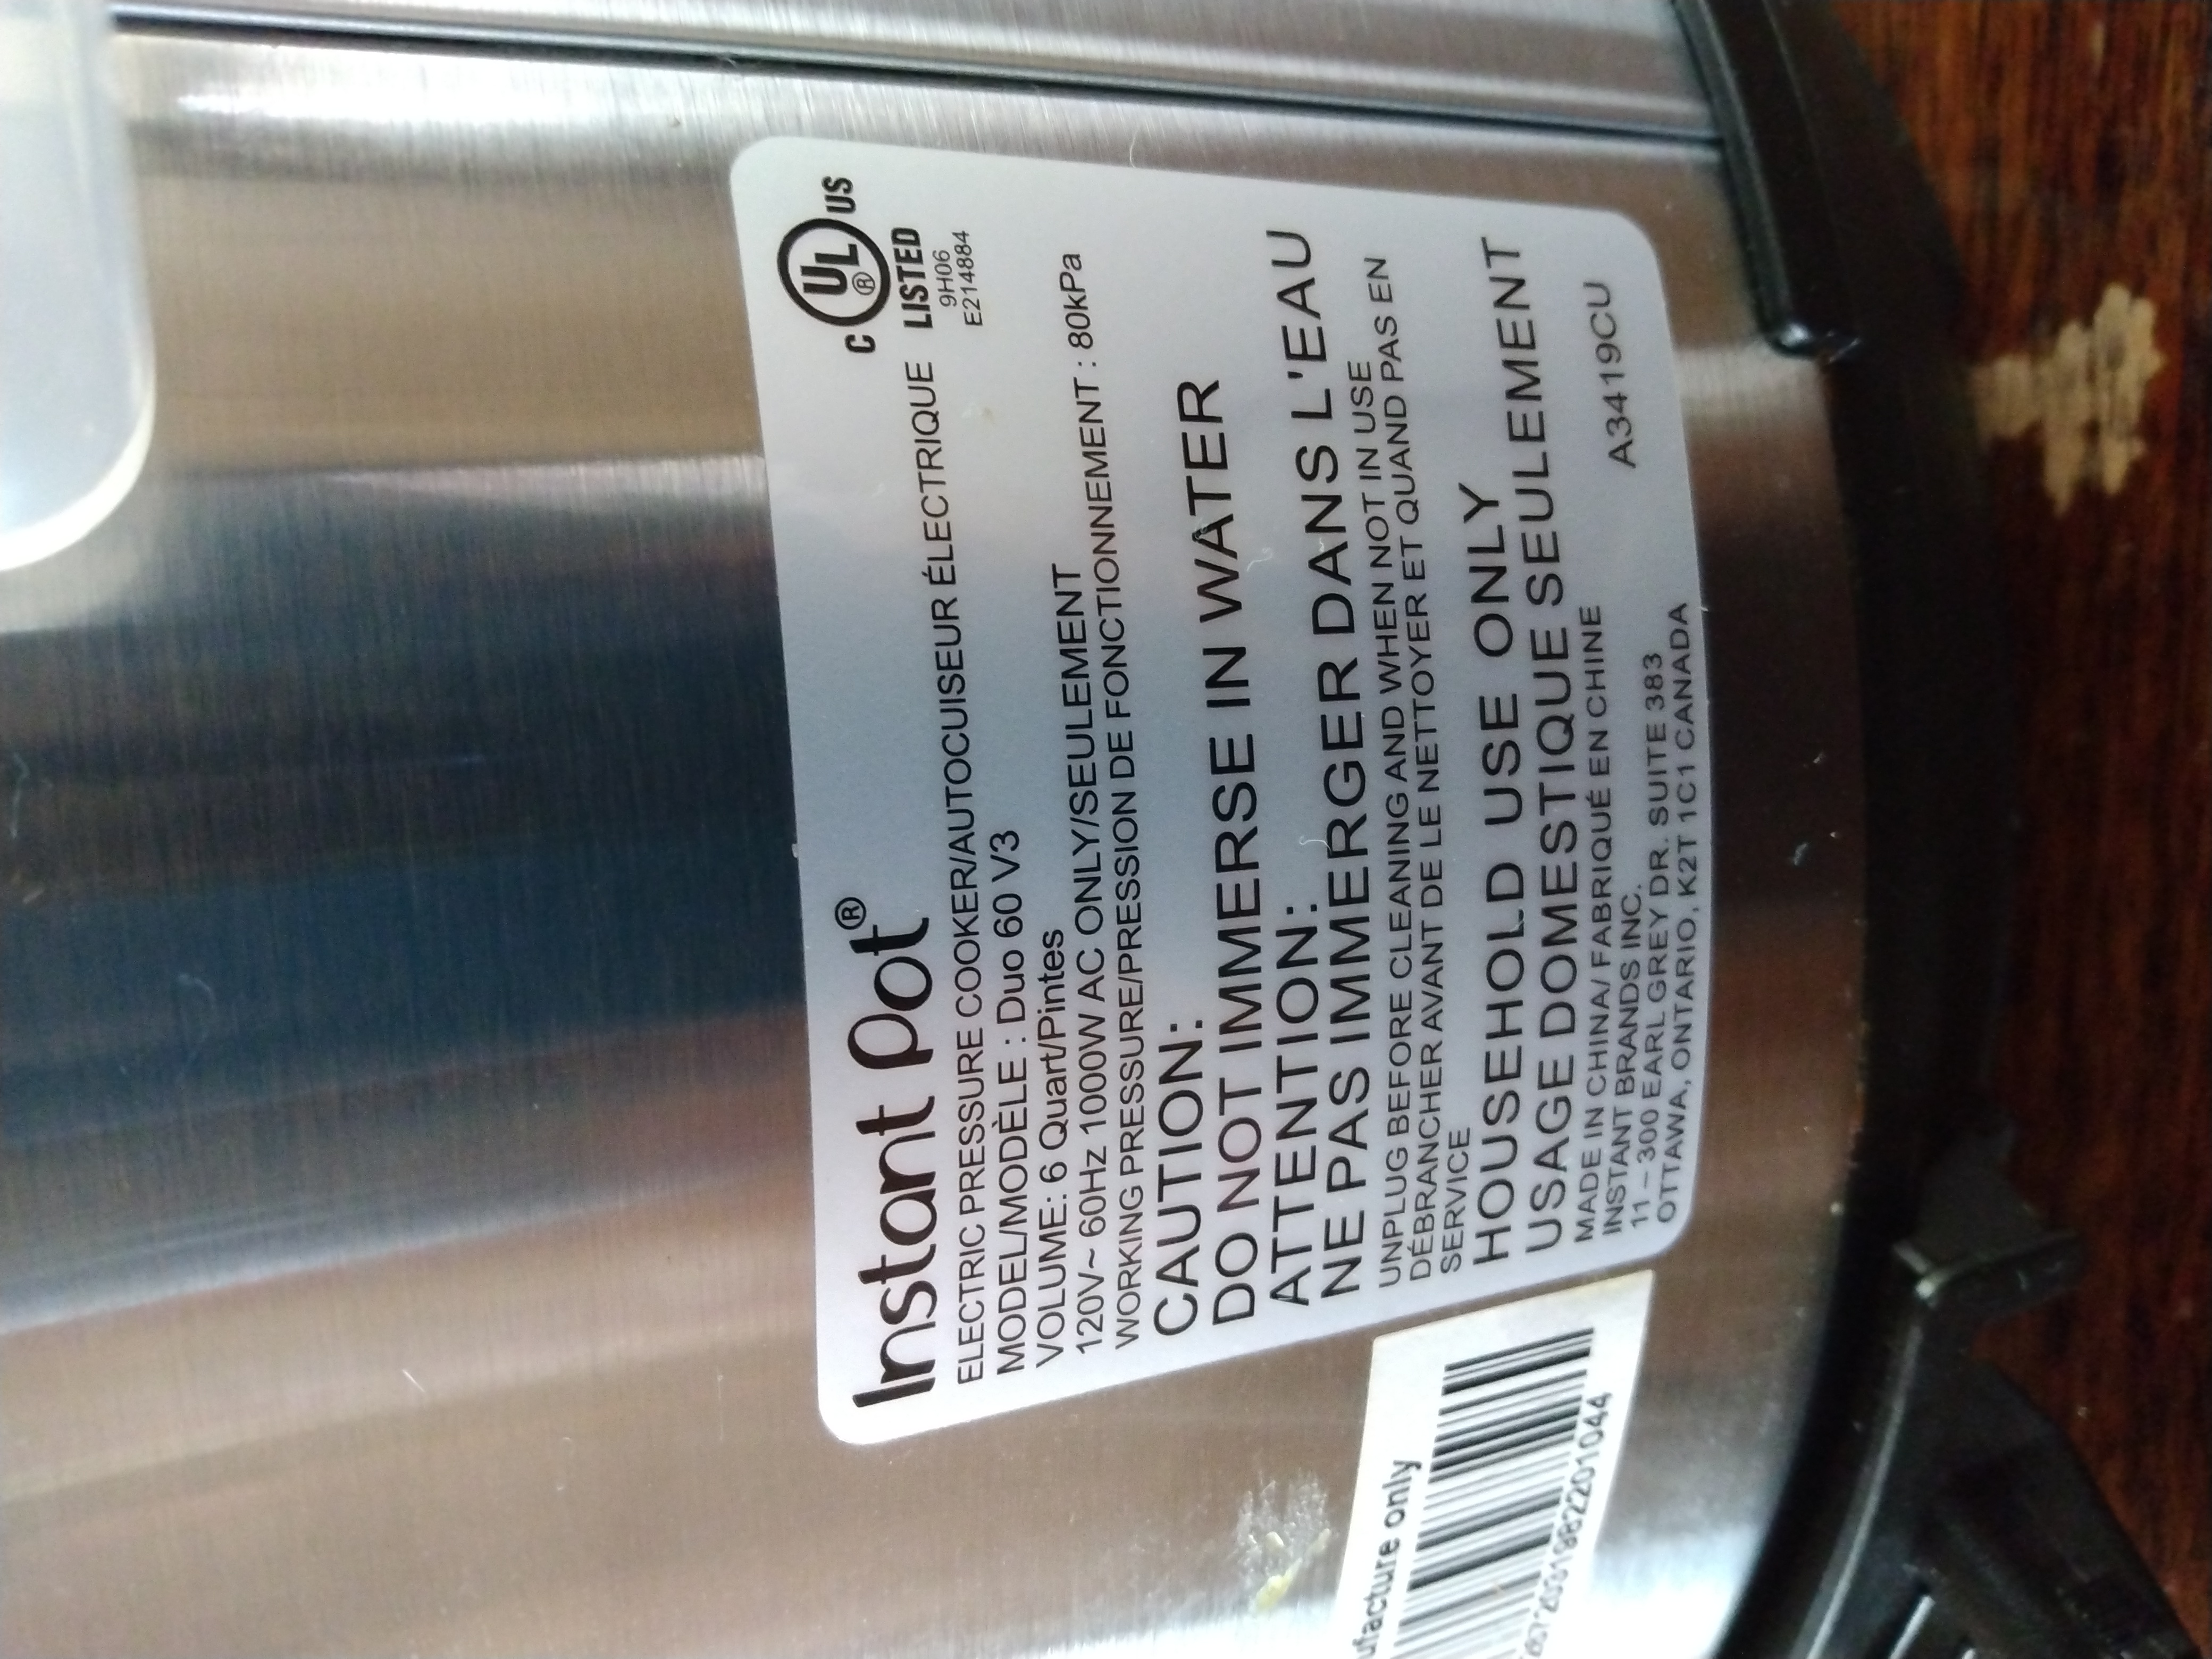 Instant Pot®
C UL® US
LISTED
9H06
E214884
ELECTRIC PRESSURE COOKER/AUTOCUISEUR ÉLECTRIQUE
MODEL/MODÈLE : Duo 60 V3
VOLUME: 6 Quart/Pintes
120V~ 60Hz 1000W AC ONLY/SEULEMENT
WORKING PRESSURE/PRESSION DE FONCTIONNEMENT : 80kPa
CAUTION:
DO NOT IMMERSE IN WATER
ATTENTION:
NE PAS IMMERGER DANS L'EAU
UNPLUG BEFORE CLEANING AND WHEN NOT IN USE
DÉBRANCHER AVANT DE LE NETTOYER ET QUAND PAS EN
SERVICE
HOUSEHOLD USE ONLY
USAGE DOMESTIQUE SEULEMENT
MADE IN CHINA/ FABRIQUÉ EN CHINE
A3419CU
INSTANT BRANDS INC.
11 – 300 EARL GREY DR. SUITE 383
OTTAWA, ONTARIO, K2T 1C1 CANADA
ufacture only